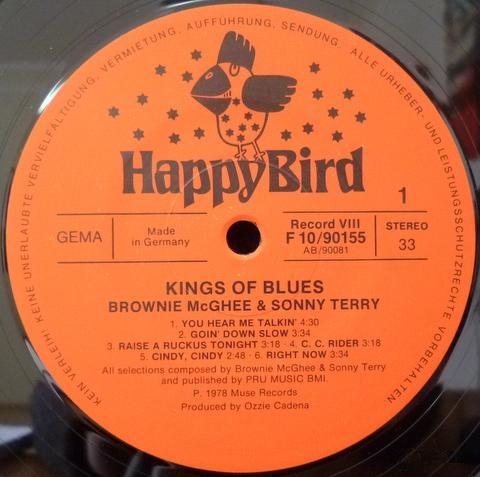 KEIN VERLEIH! KEINE UNERLAUBTE VERVIELFÄLTIGUNG, VERMIETUNG, AUFFÜHRUNG, SENDUNG · ALLE URHEBER- UND LEISTUNGSSCHUTZRECHTE VORBEHALTEN
HappyBird
1
GEMA
Made
in Germany
Record VIII
F 10/90155
AB/90081
STEREO
33
KINGS OF BLUES
BROWNIE McGHEE & SONNY TERRY
1. YOU HEAR ME TALKIN' 4:30
2. GOIN' DOWN SLOW 3:34
3. RAISE A RUCKUS TONIGHT 3:18 · 4. C. C. RIDER 3:18
5. CINDY, CINDY 2:48 · 6. RIGHT NOW 3:34
All selections composed by Brownie McGhee & Sonny Terry
and published by PRU MUSIC BMI.
P. 1978 Muse Records
Produced by Ozzie Cadena